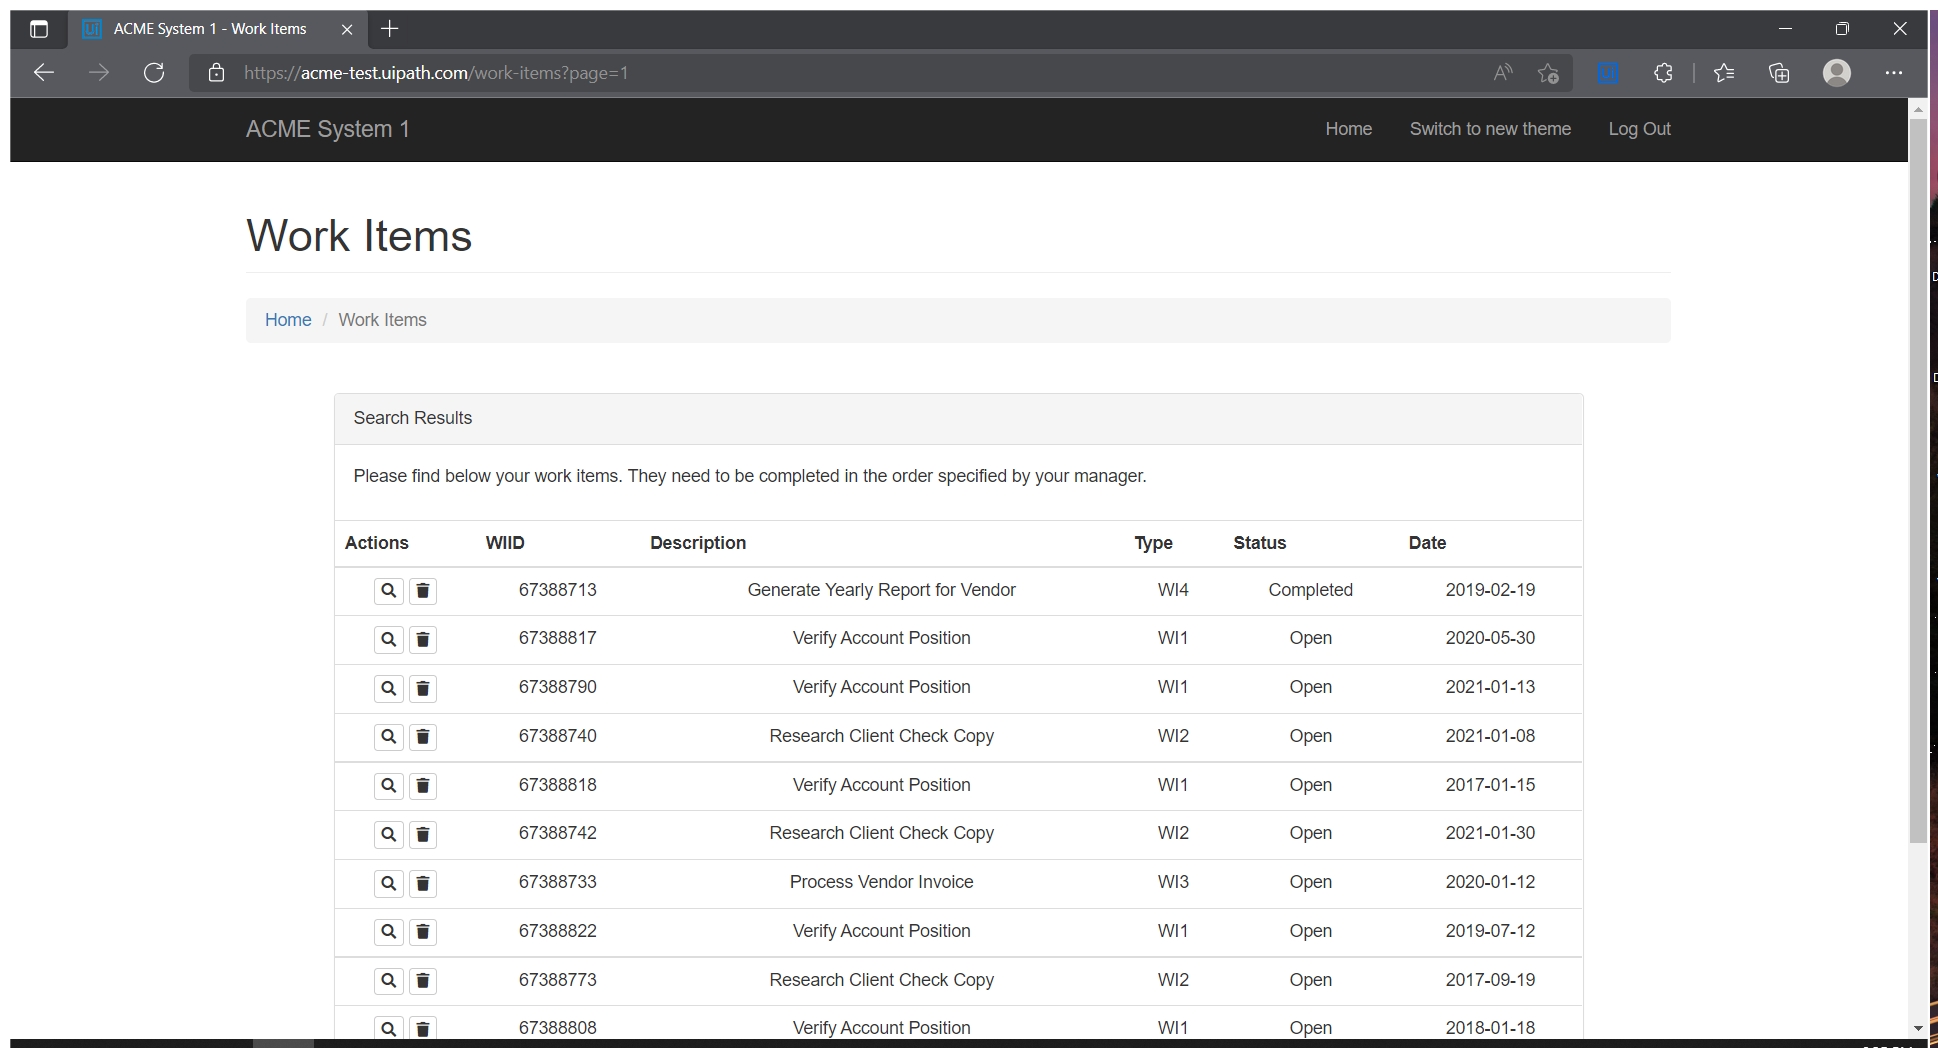 ACME System 1 - Work Items
https://acme-test.uipath.com/work-items?page=1
ACME System 1 Home Switch to new theme Log Out
Work Items
Home / Work Items
Search Results
Please find below your work items. They need to be completed in the order specified by your manager.
Actions WIID Description Type Status Date
67388713 Generate Yearly Report for Vendor WI4 Completed 2019-02-19
67388817 Verify Account Position WI1 Open 2020-05-30
67388790 Verify Account Position WI1 Open 2021-01-13
67388740 Research Client Check Copy WI2 Open 2021-01-08
67388818 Verify Account Position WI1 Open 2017-01-15
67388742 Research Client Check Copy WI2 Open 2021-01-30
67388733 Process Vendor Invoice WI3 Open 2020-01-12
67388822 Verify Account Position WI1 Open 2019-07-12
67388773 Research Client Check Copy WI2 Open 2017-09-19
67388808 Verify Account Position WI1 Open 2018-01-18